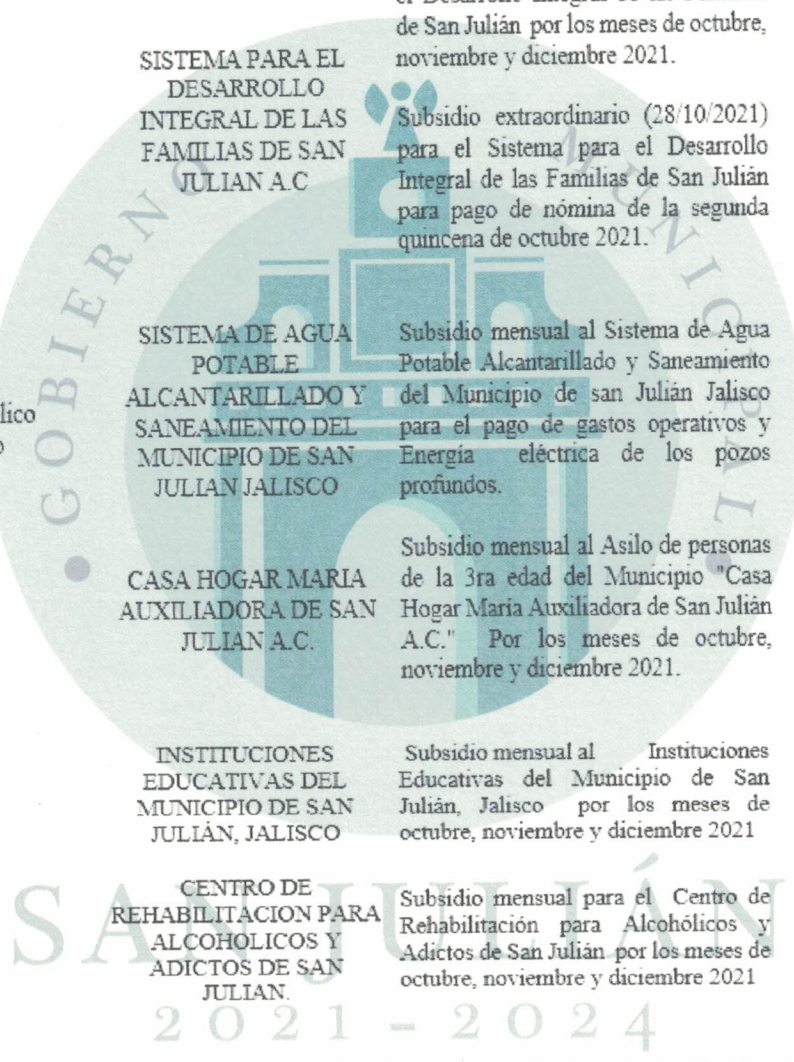 el Desarrollo Integral de las Familias
de San Julián por los meses de octubre,
noviembre y diciembre 2021.
SISTEMA PARA EL
DESARROLLO
INTEGRAL DE LAS
FAMILIAS DE SAN
JULIAN A.C
Subsidio extraordinario (28/10/2021)
para el Sistema para el Desarrollo
Integral de las Familias de San Julián
para pago de nómina de la segunda
quincena de octubre 2021.
lico
o
SISTEMA DE AGUA
POTABLE
ALCANTARILLADO Y
SANEAMIENTO DEL
MUNICIPIO DE SAN
JULIAN JALISCO
Subsidio mensual al Sistema de Agua
Potable Alcantarillado y Saneamiento
del Municipio de san Julián Jalisco
para el pago de gastos operativos y
Energía eléctrica de los pozos
profundos.
CASA HOGAR MARIA
AUXILIADORA DE SAN
JULIAN A.C.
Subsidio mensual al Asilo de personas
de la 3ra edad del Municipio "Casa
Hogar María Auxiliadora de San Julián
A.C." Por los meses de octubre,
noviembre y diciembre 2021.
INSTITUCIONES
EDUCATIVAS DEL
MUNICIPIO DE SAN
JULIÁN, JALISCO
Subsidio mensual al Instituciones
Educativas del Municipio de San
Julián, Jalisco por los meses de
octubre, noviembre y diciembre 2021
CENTRO DE
REHABILITACION PARA
ALCOHOLICOS Y
ADICTOS DE SAN
JULIAN.
Subsidio mensual para el Centro de
Rehabilitación para Alcohólicos y
Adictos de San Julián por los meses de
octubre, noviembre y diciembre 2021
GOBIERNO MUNICIPAL
SAN JULIÁN
2021 - 2024